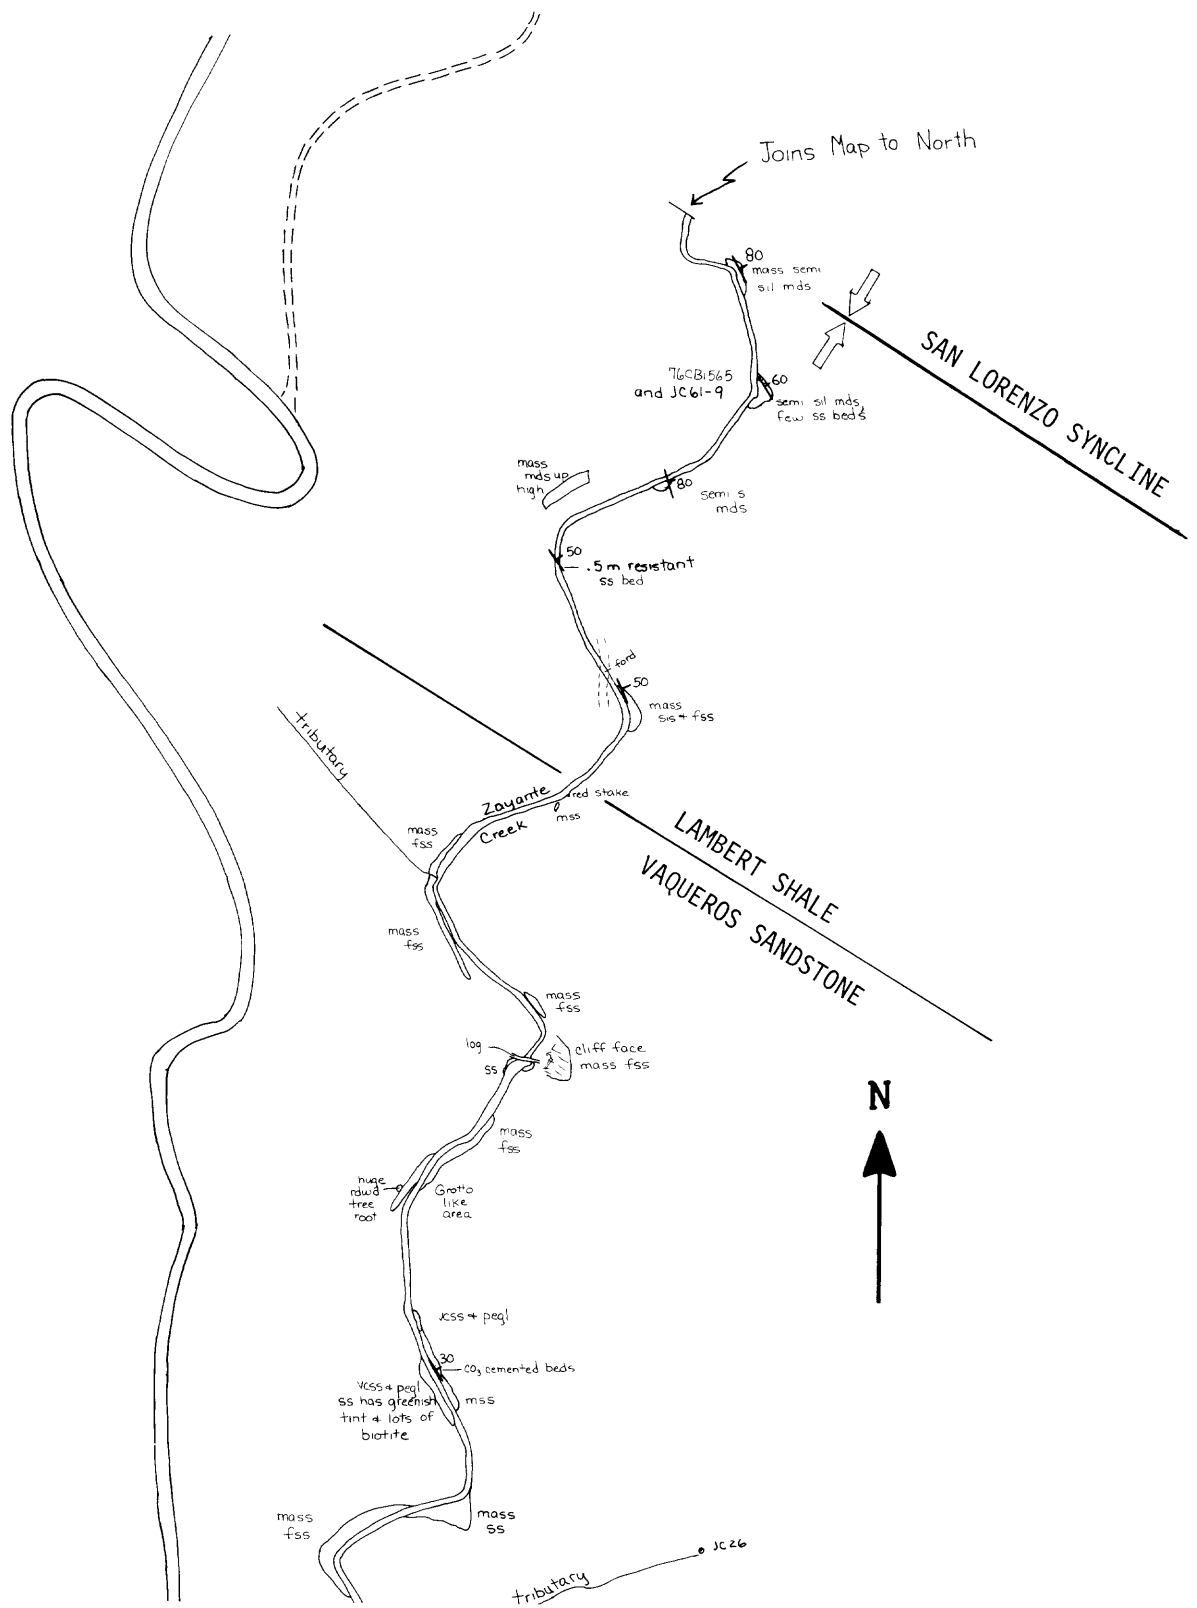 Joins Map to North
80
mass semi
sil mds
SAN LORENZO SYNCLINE
76CB1565
and JC61-9
60
semi sil mds,
few ss beds
mass
mds up
high
80
semi s
mds
50
.5m resistant
ss bed
ford
50
mass
sis + fss
tributary
Zayante
Creek
red stake
mss
LAMBERT SHALE
VAQUEROS SANDSTONE
mass
fss
mass
fss
mass
fss
log
ss
cliff face
mass fss
N
mass
fss
huge
rdwd
tree
root
Grotto
like
area
vcss + pegl
30
CO3 cemented beds
vcss + pegl
ss has greenish
tint + lots of
biotite
mss
mass
fss
mass
ss
JC26
tributary